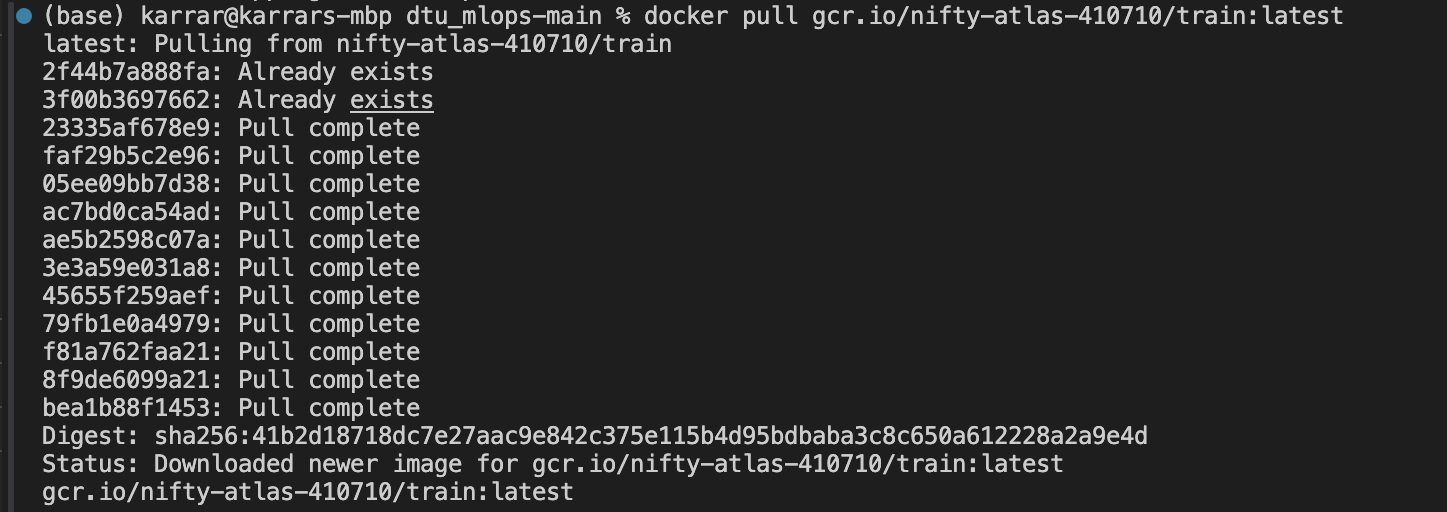 (base) karrar@karrars-mbp dtu_mlops-main % docker pull gcr.io/nifty-atlas-410710/train:latest
latest: Pulling from nifty-atlas-410710/train
2f44b7a888fa: Already exists
3f00b3697662: Already exists
23335af678e9: Pull complete
faf29b5c2e96: Pull complete
05ee09bb7d38: Pull complete
ac7bd0ca54ad: Pull complete
ae5b2598c07a: Pull complete
3e3a59e031a8: Pull complete
45655f259aef: Pull complete
79fb1e0a4979: Pull complete
f81a762faa21: Pull complete
8f9de6099a21: Pull complete
bea1b88f1453: Pull complete
Digest: sha256:41b2d18718dc7e27aac9e842c375e115b4d95bdbaba3c8c650a612228a2a9e4d
Status: Downloaded newer image for gcr.io/nifty-atlas-410710/train:latest
gcr.io/nifty-atlas-410710/train:latest